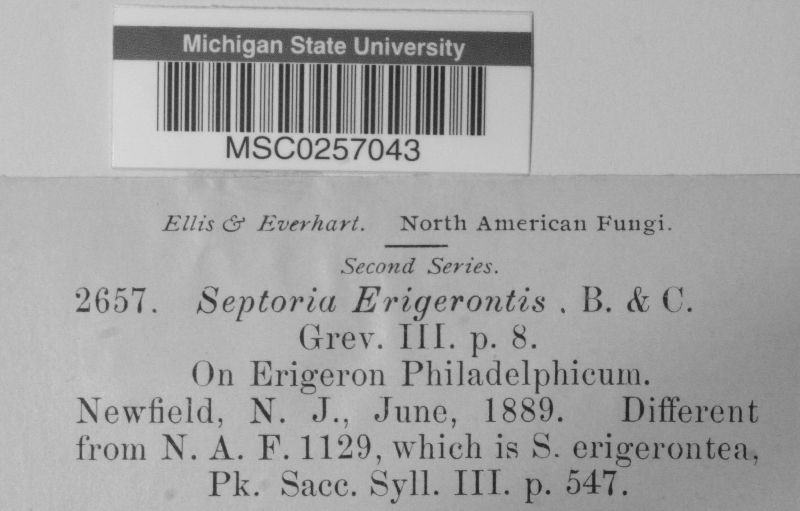 Michigan State University
MSC0257043
Ellis & Everhart. North American Fungi.
Second Series.
2657. Septoria Erigerontis . B. & C.
Grev. III. p. 8.
On Erigeron Philadelphicum.
Newfield, N. J., June, 1889. Different
from N. A. F. 1129, which is S. erigerontea,
Pk. Sacc. Syll. III. p. 547.